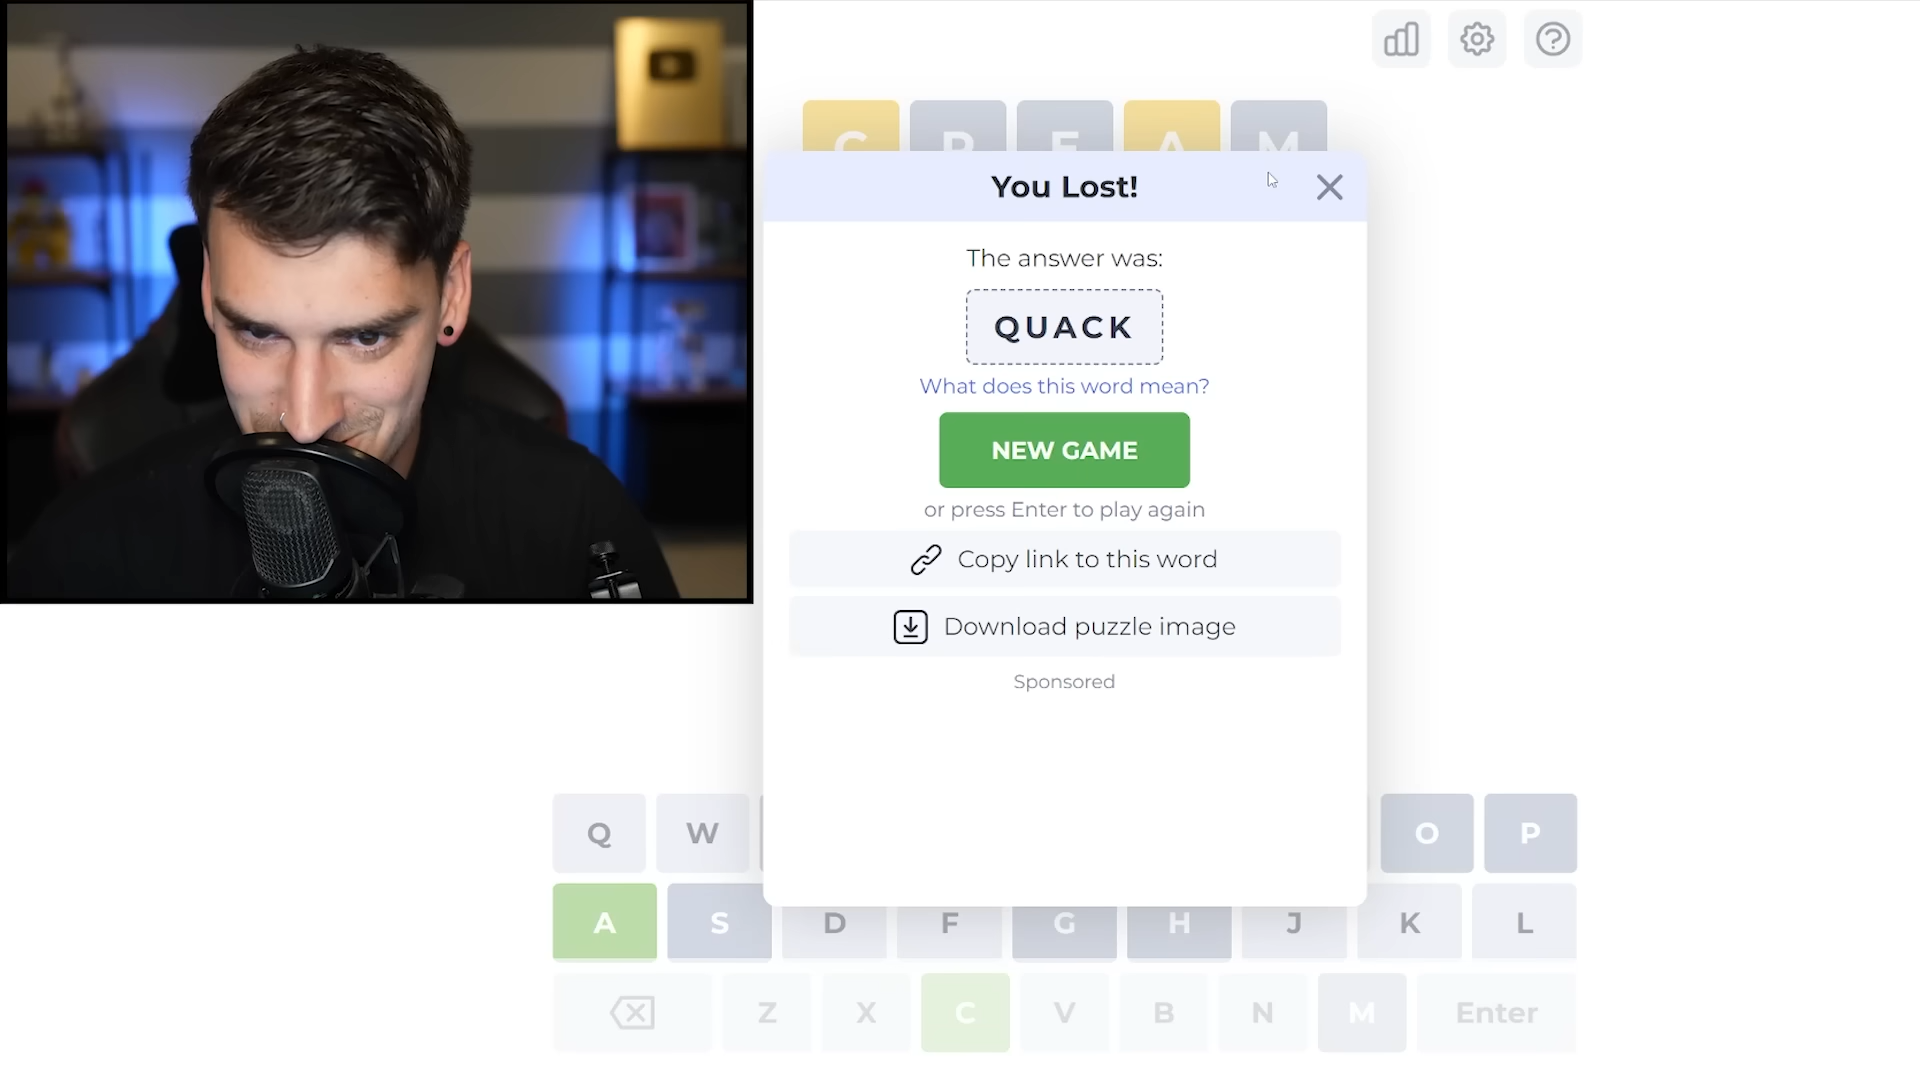 CREAM
You Lost!
The answer was:
QUACK
What does this word mean?
NEW GAME
or press Enter to play again
Copy link to this word
Download puzzle image
Sponsored
Q W O P
A S D F G H J K L
Z X C V B N M Enter